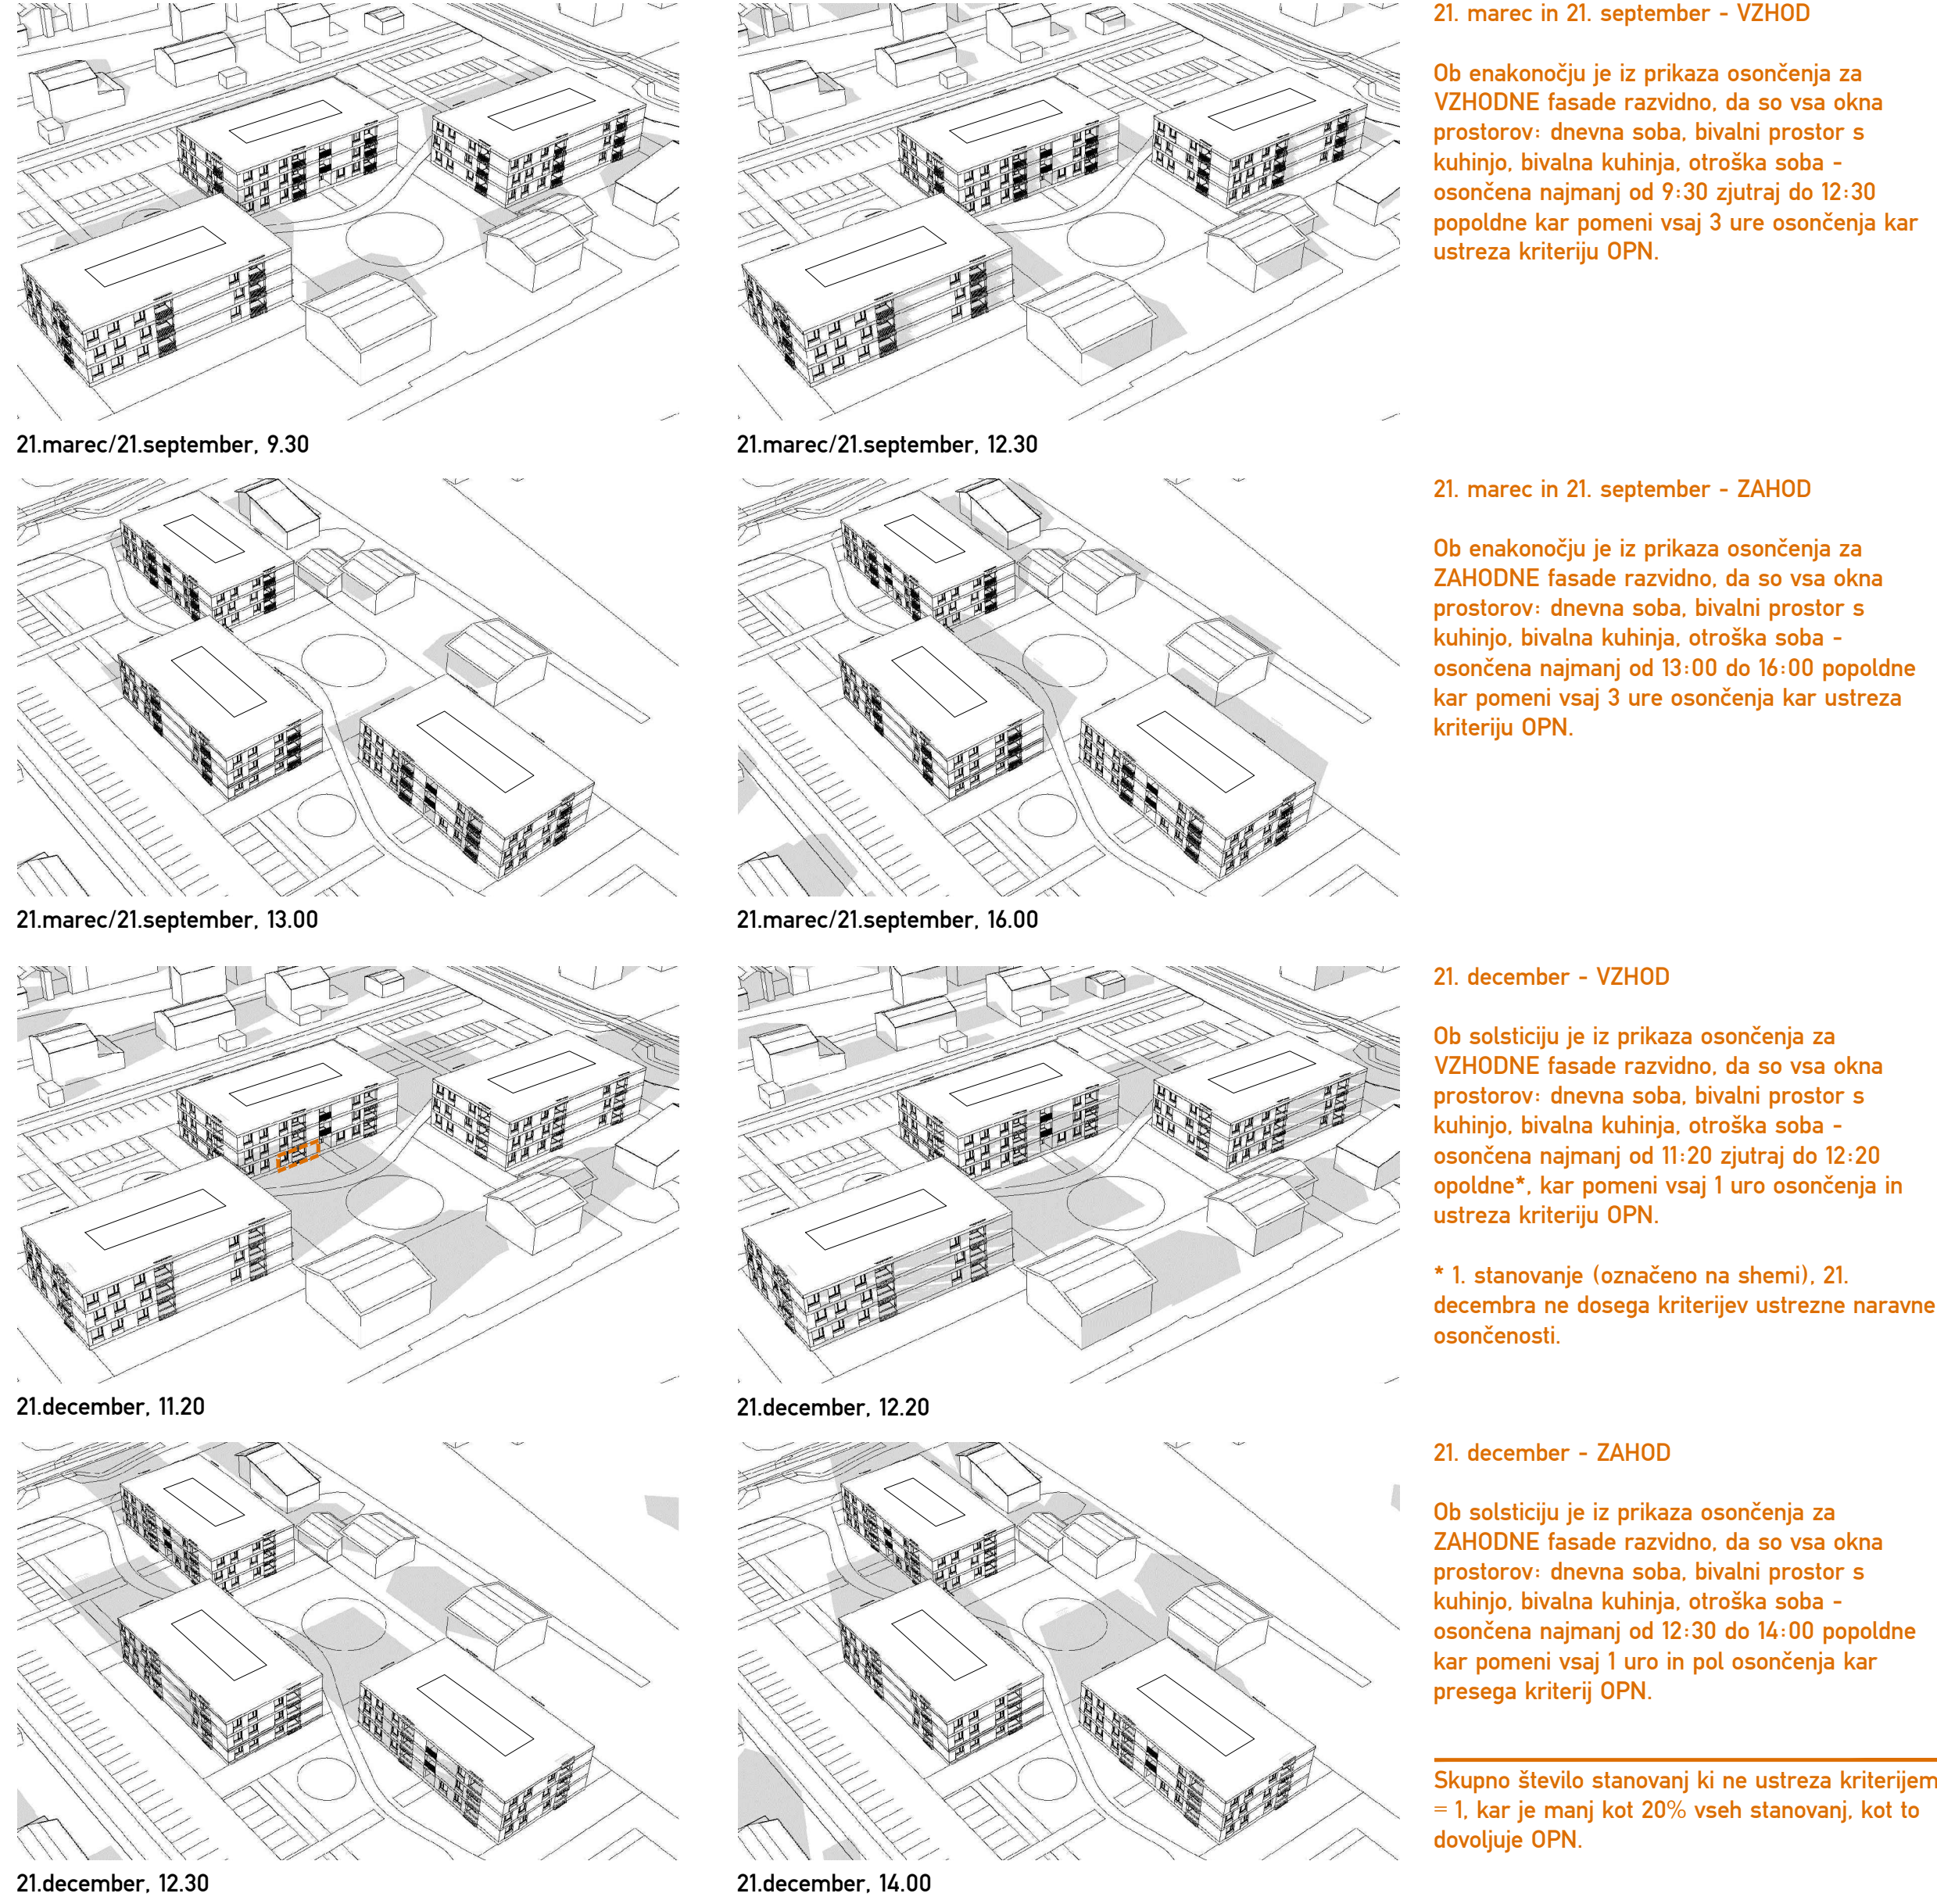 21. marec in 21. september - VZHOD
Ob enakonočju je iz prikaza osončenja za
VZHODNE fasade razvidno, da so vsa okna
prostorov: dnevna soba, bivalni prostor s
kuhinjo, bivalna kuhinja, otroška soba -
osončena najmanj od 9:30 zjutraj do 12:30
popoldne kar pomeni vsaj 3 ure osončenja kar
ustreza kriteriju OPN.
21.marec/21.september, 9.30
21.marec/21.september, 12.30
21. marec in 21. september - ZAHOD
Ob enakonočju je iz prikaza osončenja za
ZAHODNE fasade razvidno, da so vsa okna
prostorov: dnevna soba, bivalni prostor s
kuhinjo, bivalna kuhinja, otroška soba -
osončena najmanj od 13:00 do 16:00 popoldne
kar pomeni vsaj 3 ure osončenja kar ustreza
kriteriju OPN.
21.marec/21.september, 13.00
21.marec/21.september, 16.00
21. december - VZHOD
Ob solsticiju je iz prikaza osončenja za
VZHODNE fasade razvidno, da so vsa okna
prostorov: dnevna soba, bivalni prostor s
kuhinjo, bivalna kuhinja, otroška soba -
osončena najmanj od 11:20 zjutraj do 12:20
opoldne*, kar pomeni vsaj 1 uro osončenja in
ustreza kriteriju OPN.
* 1. stanovanje (označeno na shemi), 21.
decembra ne dosega kriterijev ustrezne naravne
osončenosti.
21.december, 11.20
21.december, 12.20
21. december - ZAHOD
Ob solsticiju je iz prikaza osončenja za
ZAHODNE fasade razvidno, da so vsa okna
prostorov: dnevna soba, bivalni prostor s
kuhinjo, bivalna kuhinja, otroška soba -
osončena najmanj od 12:30 do 14:00 popoldne
kar pomeni vsaj 1 uro in pol osončenja kar
presega kriterij OPN.
Skupno število stanovanj ki ne ustreza kriterijem
= 1, kar je manj kot 20% vseh stanovanj, kot to
dovoljuje OPN.
21.december, 12.30
21.december, 14.00